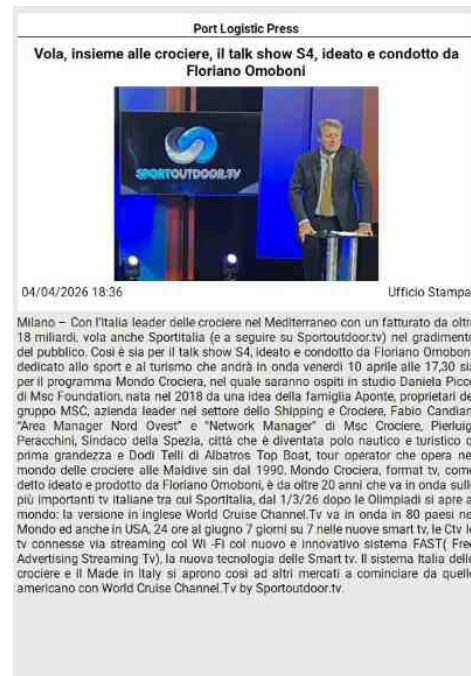 Port Logistic Press
Vola, insieme alle crociere, il talk show S4, ideato e condotto da
Floriano Omoboni
SPORTOUTDOOR.TV
04/04/2026 18:36 Ufficio Stampa
Milano – Con l'Italia leader delle crociere nel Mediterraneo con un fatturato da oltre
18 miliardi, vola anche Sportitalia (e a seguire su Sportoutdoor.tv) nel gradimento
del pubblico. Così è sia per il talk show S4, ideato e condotto da Floriano Omoboni
dedicato allo sport e al turismo che andrà in onda venerdì 10 aprile alle 17,30 sia
per il programma Mondo Crociera, nel quale saranno ospiti in studio Daniela Picco
di Msc Foundation, nata nel 2018 da una idea della famiglia Aponte, proprietari del
gruppo MSC, azienda leader nel settore dello Shipping e Crociere, Fabio Candian
"Area Manager Nord Ovest" e "Network Manager" di Msc Crociere, Pierluigi
Peracchini, Sindaco della Spezia, città che è diventata polo nautico e turistico di
prima grandezza e Dodi Telli di Albatros Top Boat, tour operator che opera nel
mondo delle crociere alle Maldive sin dal 1990. Mondo Crociera, format tv, come
detto ideato e prodotto da Floriano Omoboni, è da oltre 20 anni che va in onda sulle
più importanti tv italiane tra cui SportItalia, dal 1/3/26 dopo le Olimpiadi si apre al
mondo: la versione in inglese World Cruise Channel.Tv va in onda in 80 paesi nel
Mondo ed anche in USA, 24 ore al giugno 7 giorni su 7 nelle nuove smart tv, le Ctv le
tv connesse via streaming col Wi -Fi col nuovo e innovativo sistema FAST( Free
Advertising Streaming Tv), la nuova tecnologia delle Smart tv. Il sistema Italia delle
crociere e il Made in Italy si aprono così ad altri mercati a cominciare da quello
americano con World Cruise Channel.Tv by Sportoutdoor.tv.